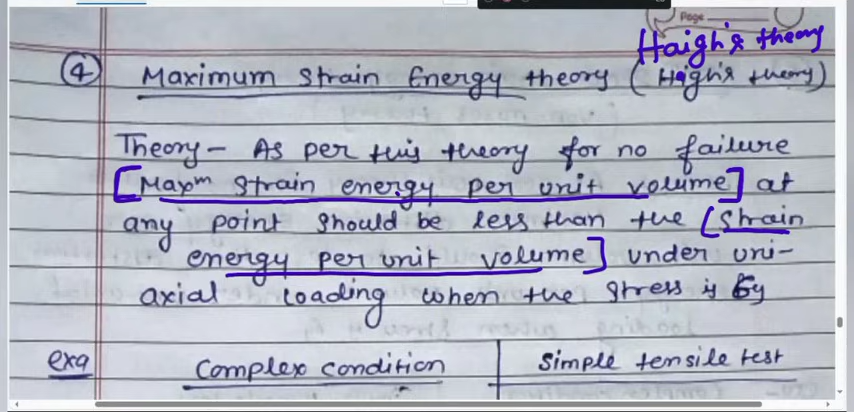 Page
Haigh's theory
④ Maximum Strain Energy theory (Haigh's theory)
Theory - As per this theory for no failure
[Maxᵐ strain energy per unit volume] at
any point should be less than the [strain
energy per unit volume] under uni-
axial loading when the stress is σy
exa Complex condition Simple tensile test